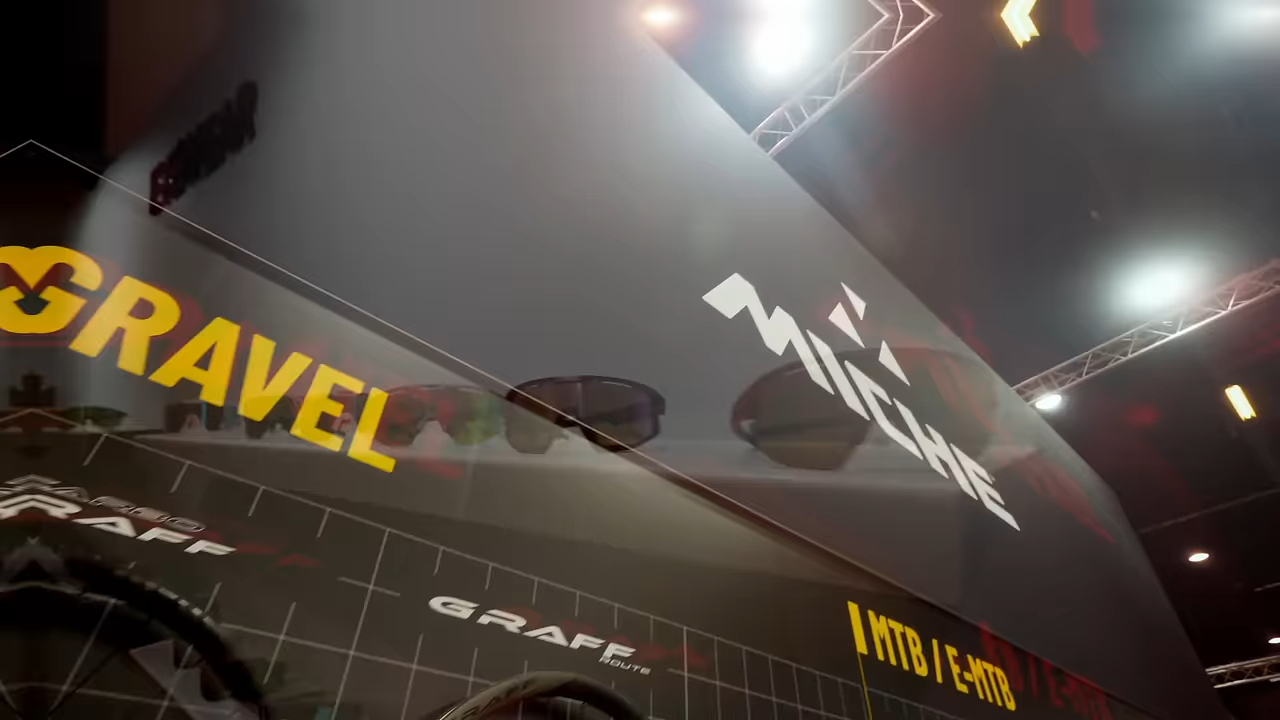 GRAVEL
MICHE
GRAFF
GRAFF
ROUTE
MTB / E-MTB